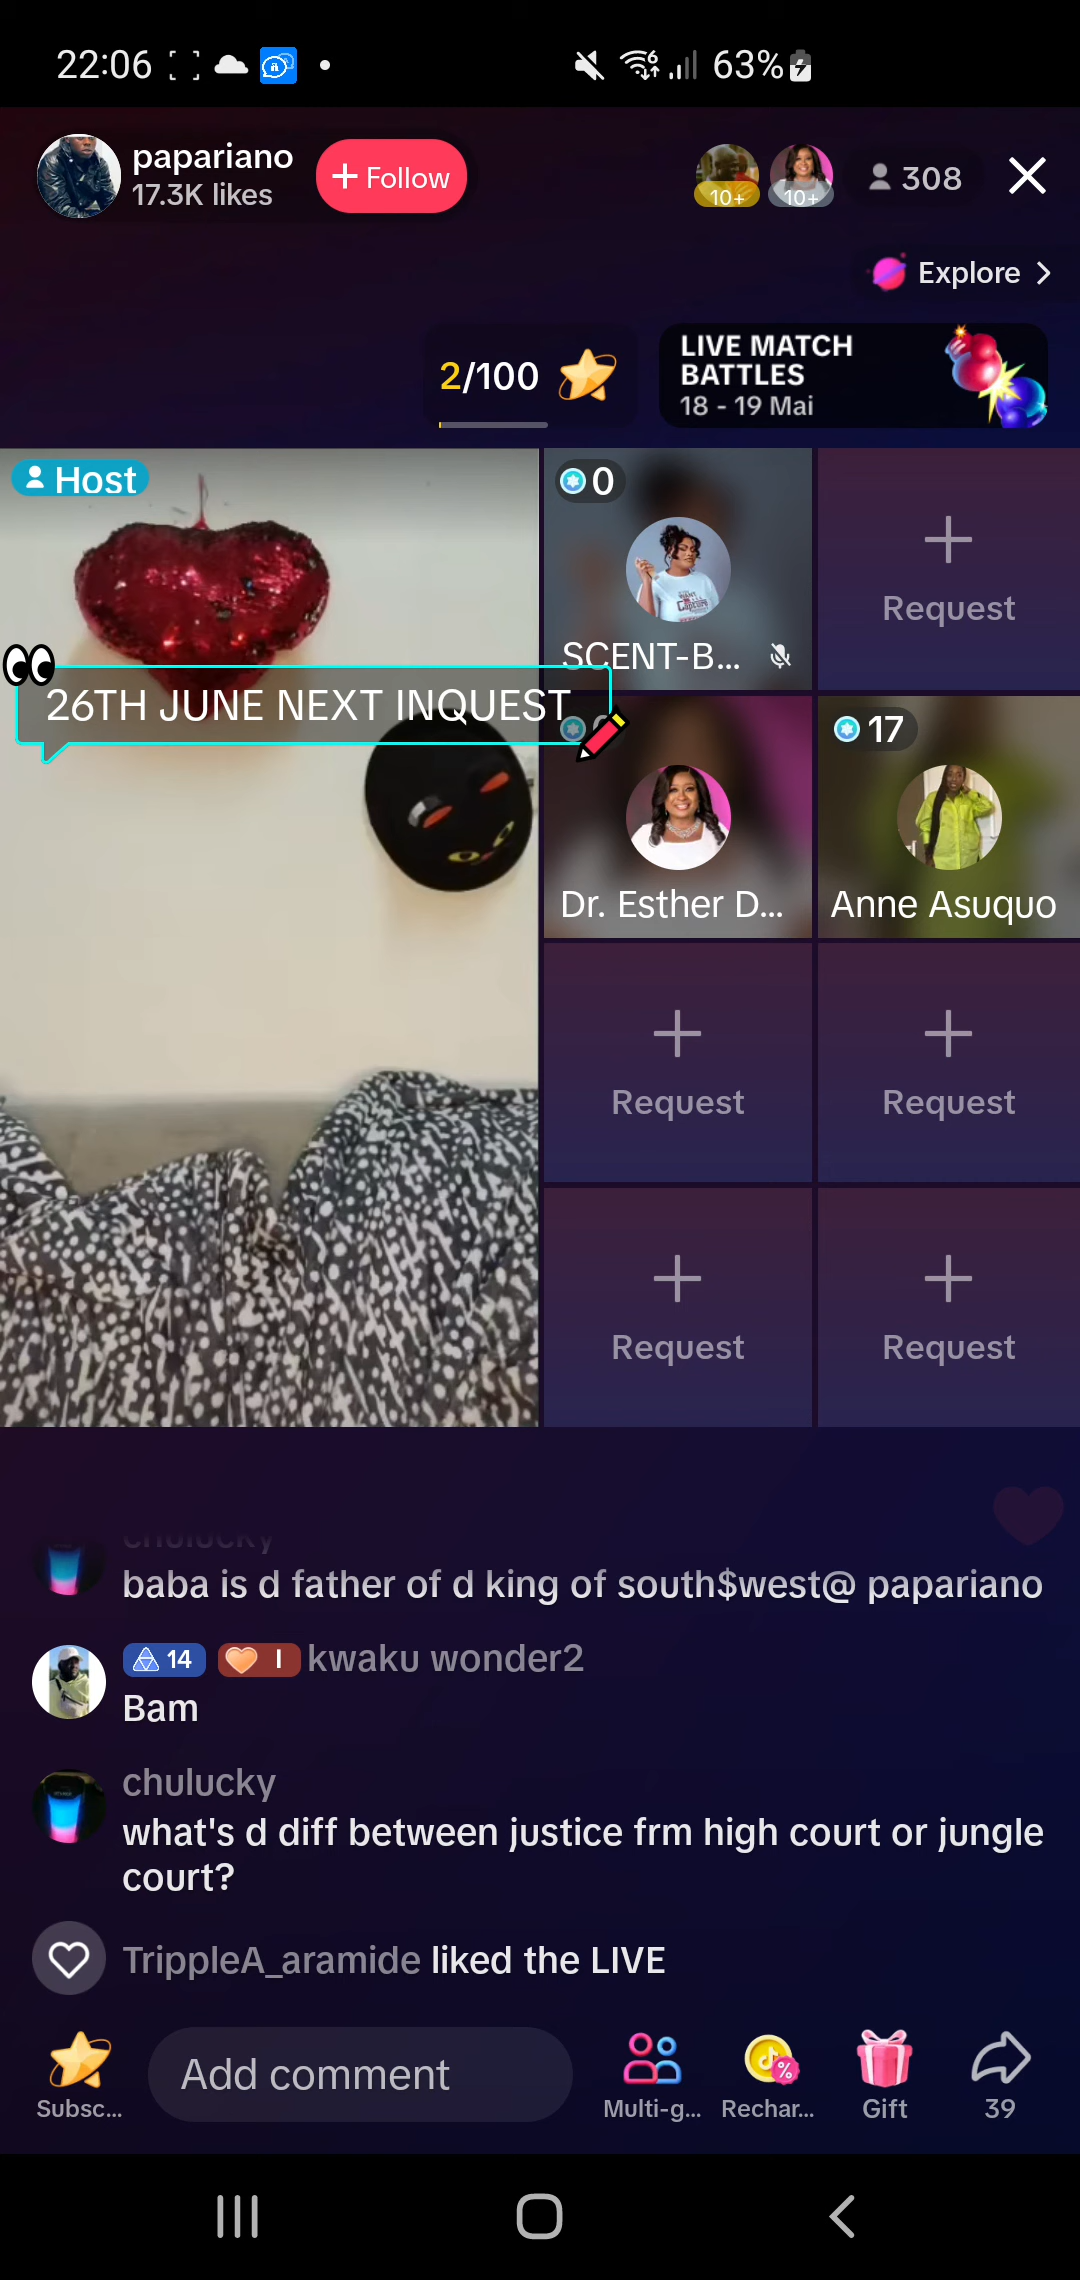 22:06
63%
papariano
17.3K likes
+ Follow
10+
10+
308
Explore
2/100
LIVE MATCH
BATTLES
18 - 19 Mai
Host
0
Request
SCENT-B...
26TH JUNE NEXT INQUEST
17
Dr. Esther D...
Anne Asuquo
Request
Request
Request
Request
chulucky
baba is d father of d king of south$west@ papariano
14
I
kwaku wonder2
Bam
chulucky
what's d diff between justice frm high court or jungle
court?
TrippleA_aramide liked the LIVE
Subsc...
Add comment
Multi-g...
Rechar...
Gift
39